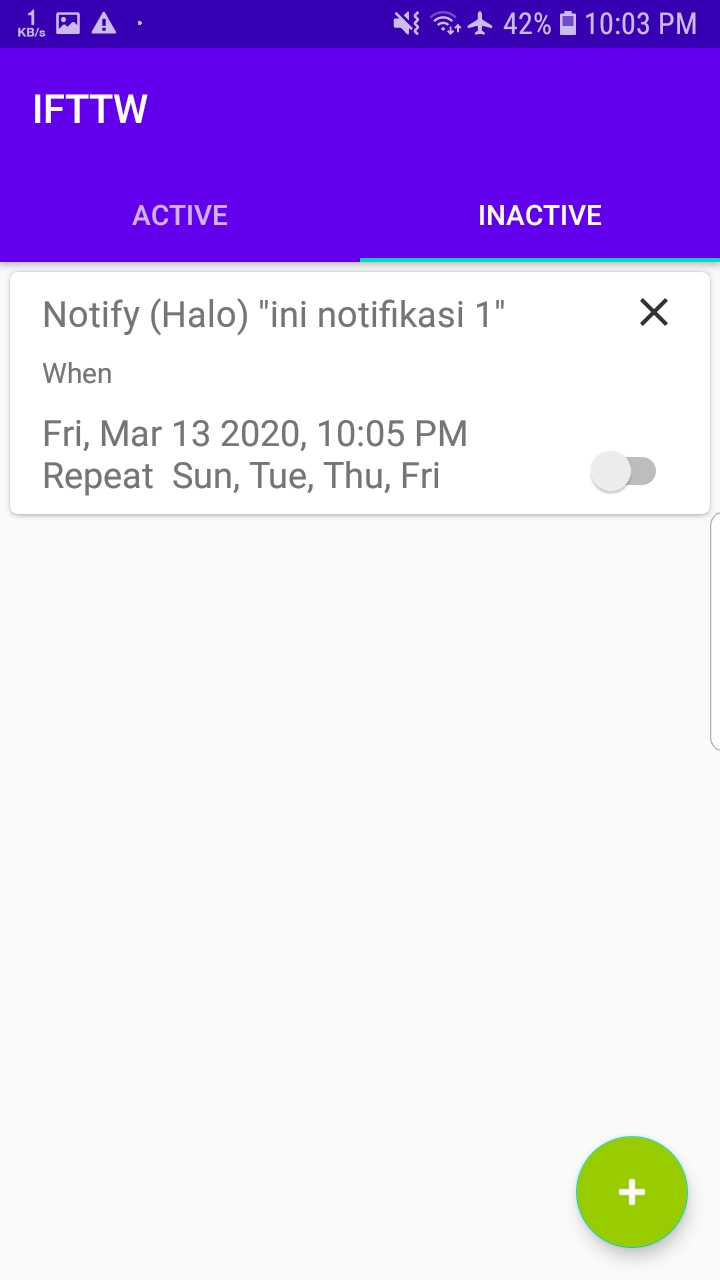 1
KB/s
42% 10:03 PM
IFTTW
ACTIVE INACTIVE
Notify (Halo) "ini notifikasi 1"
When
Fri, Mar 13 2020, 10:05 PM
Repeat  Sun, Tue, Thu, Fri